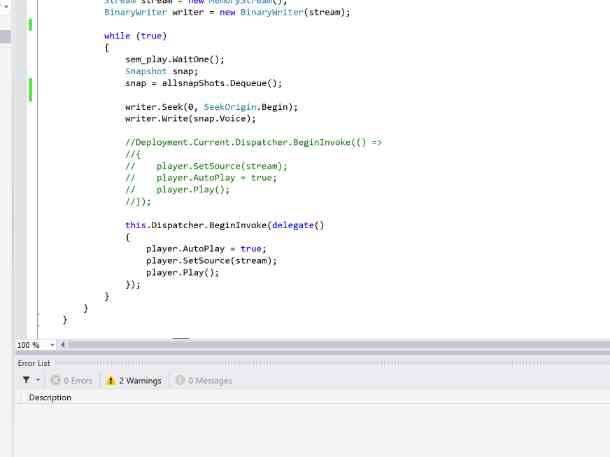 Stream stream = new MemoryStream();
BinaryWriter writer = new BinaryWriter(stream);
while (true)
{
sem_play.WaitOne();
Snapshot snap;
snap = allsnapShots.Dequeue();
writer.Seek(0, SeekOrigin.Begin);
writer.Write(snap.Voice);
//Deployment.Current.Dispatcher.BeginInvoke(() =>
//{
//    player.SetSource(stream);
//    player.AutoPlay = true;
//    player.Play();
//});
this.Dispatcher.BeginInvoke(delegate()
{
player.AutoPlay = true;
player.SetSource(stream);
player.Play();
});
}
}
}
100 %
Error List
0 Errors 2 Warnings 0 Messages
Description